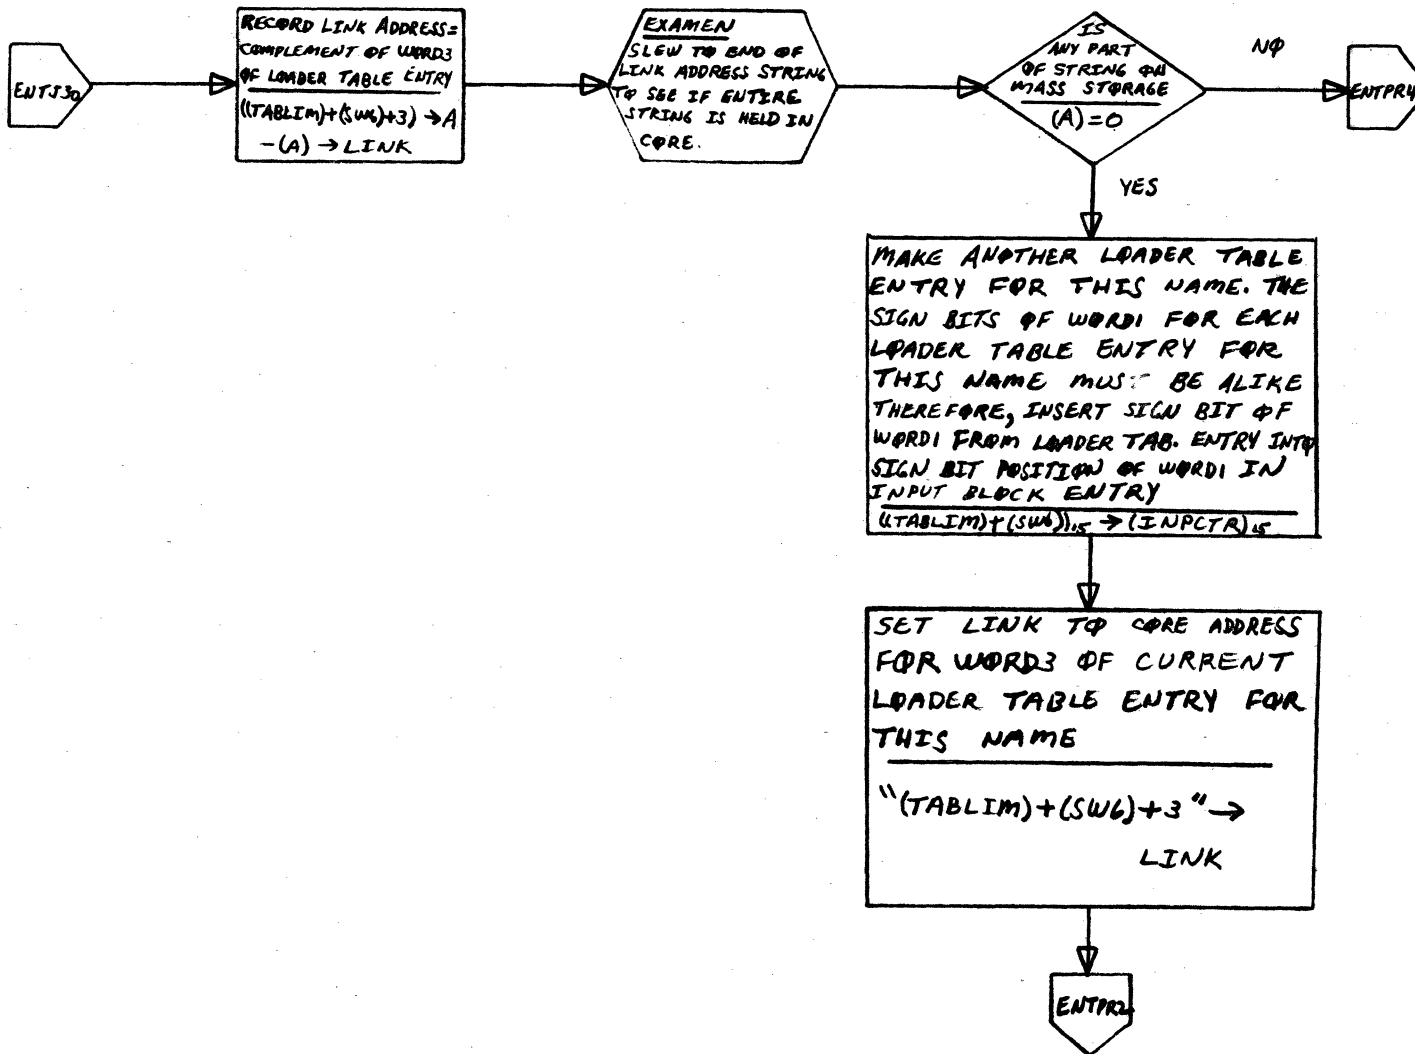 ENTS30
RECORD LINK ADDRESS=
COMPLEMENT OF WORD3
OF LOADER TABLE ENTRY
((TABLIM)+(SW6)+3) → A
-(A) → LINK
EXAMEN
SLEW TO END OF
LINK ADDRESS STRING
TO SEE IF ENTIRE
STRING IS HELD IN
CORE.
IS
ANY PART
OF STRING ON
MASS STORAGE
(A)=0
NO
ENTPR4
YES
MAKE ANOTHER LOADER TABLE
ENTRY FOR THIS NAME. THE
SIGN BITS OF WORD1 FOR EACH
LOADER TABLE ENTRY FOR
THIS NAME MUST BE ALIKE
THEREFORE, INSERT SIGN BIT OF
WORD1 FROM LOADER TAB. ENTRY INTO
SIGN BIT POSITION OF WORD1 IN
INPUT BLOCK ENTRY
((TABLIM)+(SW6))15 → (INPCTR)15
SET LINK TO CORE ADDRESS
FOR WORD3 OF CURRENT
LOADER TABLE ENTRY FOR
THIS NAME
"(TABLIM)+(SW6)+3" →
LINK
ENTPR2